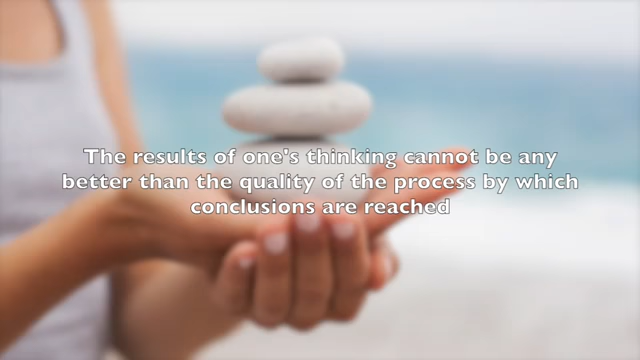 The results of one's thinking cannot be any
better than the quality of the process by which
conclusions are reached